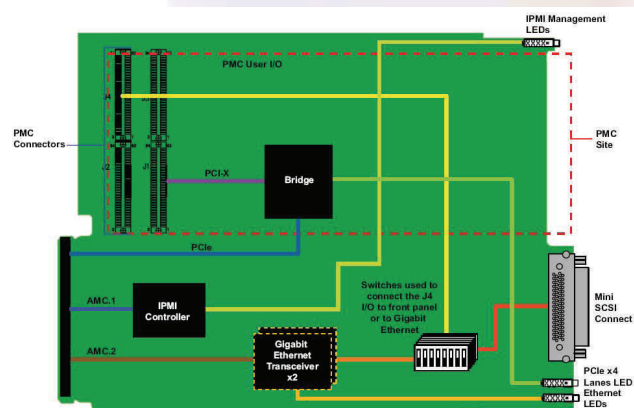 IPMI Management
LEDs
PMC User I/O
J4
J3
PMC
Connectors
PMC
Site
J2
J1
PCI-X
Bridge
PCIe
AMC.1
IPMI
Controller
Switches used to
connect the J4
I/O to front panel
or to Gigabit
Ethernet
Mini
SCSI
Connect
AMC.2
Gigabit
Ethernet
Transceiver
x2
PCIe x4
Lanes LED
Ethernet
LEDs